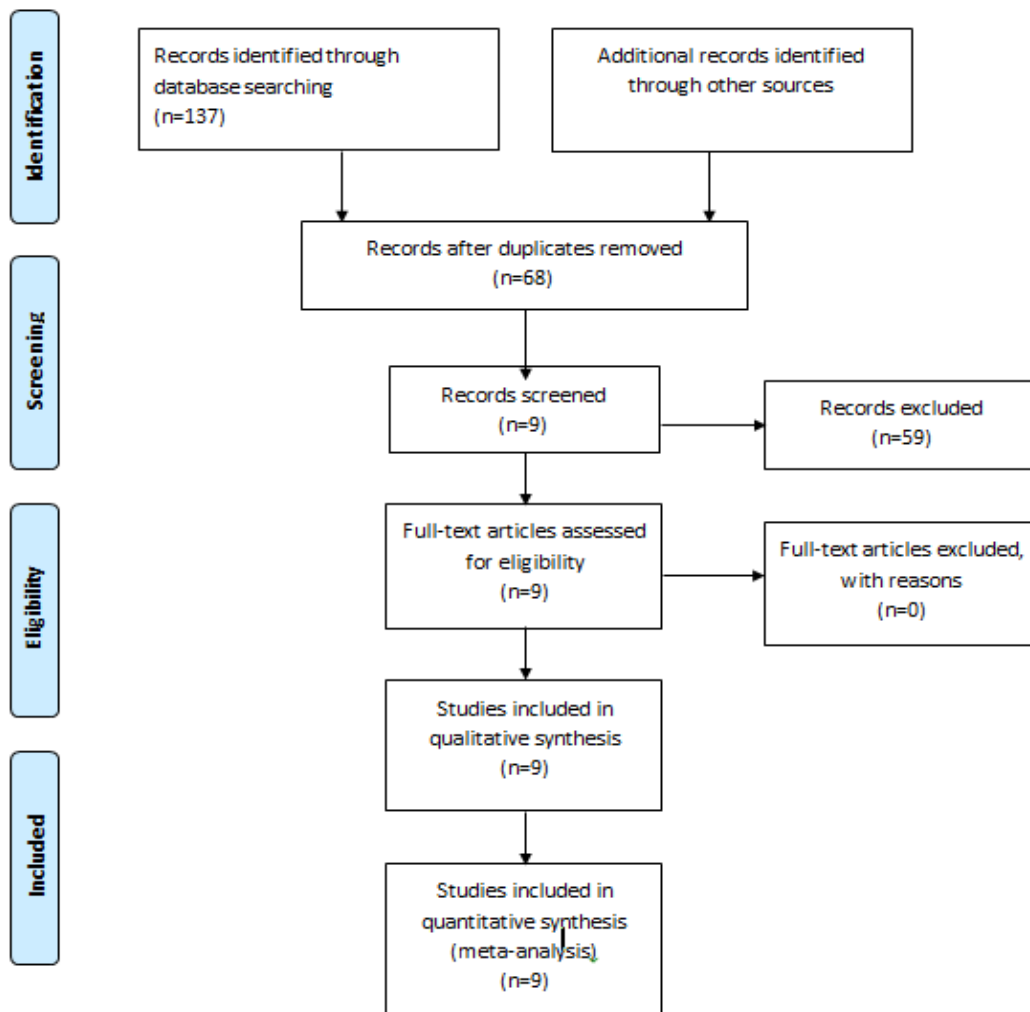 Identification
Records identified through
database searching
(n=137)
Additional records identified
through other sources
Records after duplicates removed
(n=68)
Screening
Records screened
(n=9)
Records excluded
(n=59)
Eligibility
Full-text articles assessed
for eligibility
(n=9)
Full-text articles excluded,
with reasons
(n=0)
Studies included in
qualitative synthesis
(n=9)
Included
Studies included in
quantitative synthesis
(meta-analysis)
(n=9)